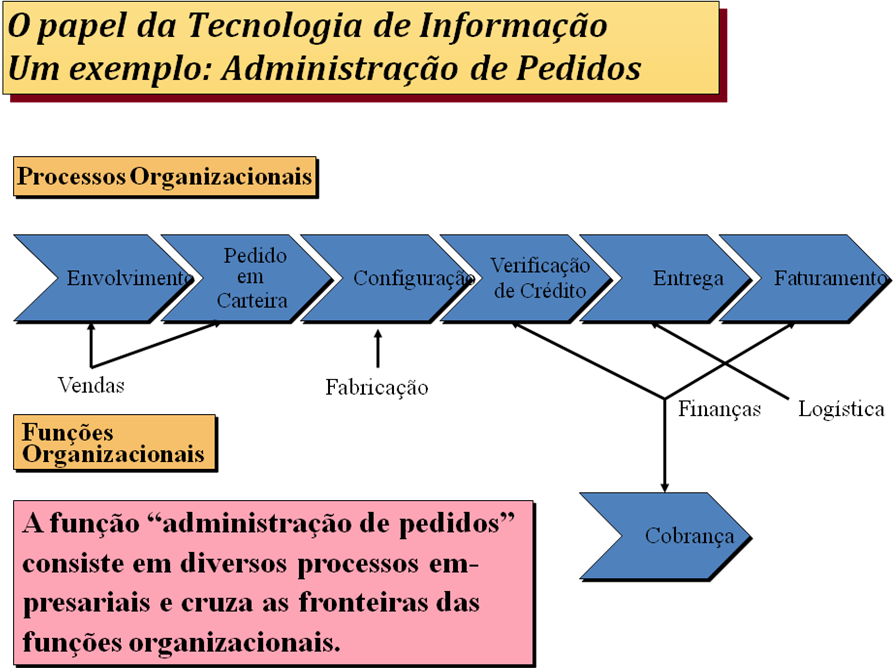 O papel da Tecnologia de Informação
Um exemplo: Administração de Pedidos
Processos Organizacionais
Envolvimento
Pedido
em
Carteira
Configuração
Verificação
de Crédito
Entrega
Faturamento
Vendas
Fabricação
Finanças
Logística
Funções
Organizacionais
Cobrança
A função “administração de pedidos”
consiste em diversos processos em-
presariais e cruza as fronteiras das
funções organizacionais.